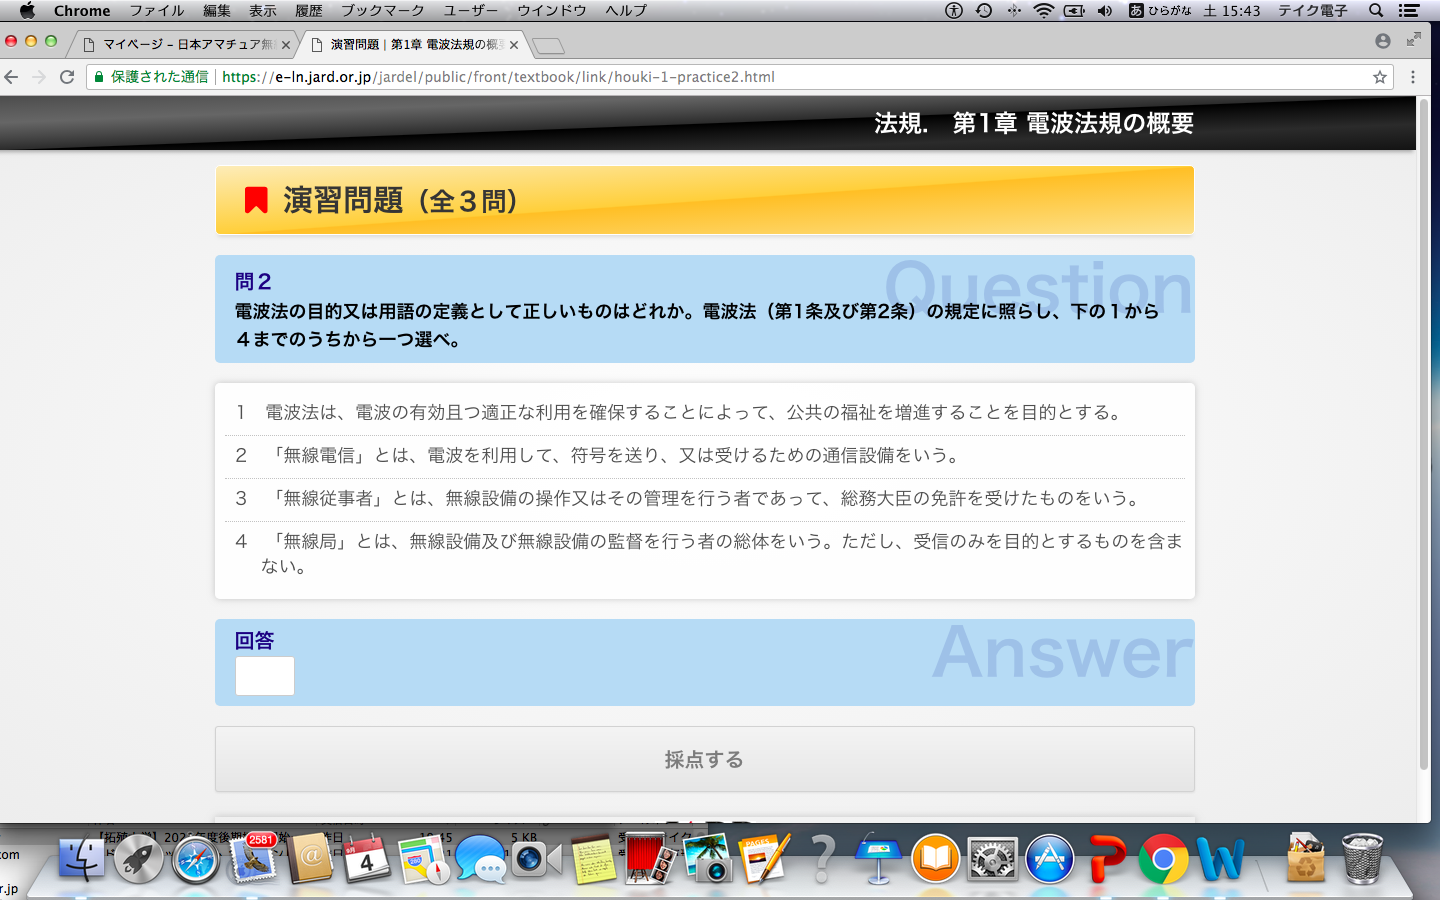 Chrome ファイル 編集 表示 履歴 ブックマーク ユーザー ウインドウ ヘルプ あ ひらがな 土 15:43 テイク電子
マイページ – 日本アマチュア無 演習問題 | 第1章 電波法規の概
保護された通信 https://e-ln.jard.or.jp/jardel/public/front/textbook/link/houki-1-practice2.html
法規. 第1章 電波法規の概要
演習問題（全３問）
Question
問２
電波法の目的又は用語の定義として正しいものはどれか。電波法（第1条及び第2条）の規定に照らし、下の１から
４までのうちから一つ選べ。
1 電波法は、電波の有効且つ適正な利用を確保することによって、公共の福祉を増進することを目的とする。
2 「無線電信」とは、電波を利用して、符号を送り、又は受けるための通信設備をいう。
3 「無線従事者」とは、無線設備の操作又はその管理を行う者であって、総務大臣の免許を受けたものをいう。
4 「無線局」とは、無線設備及び無線設備の監督を行う者の総体をいう。ただし、受信のみを目的とするものを含ま
ない。
Answer
回答
採点する
5 KB
2581
4
280
PAGES
com
r.jp